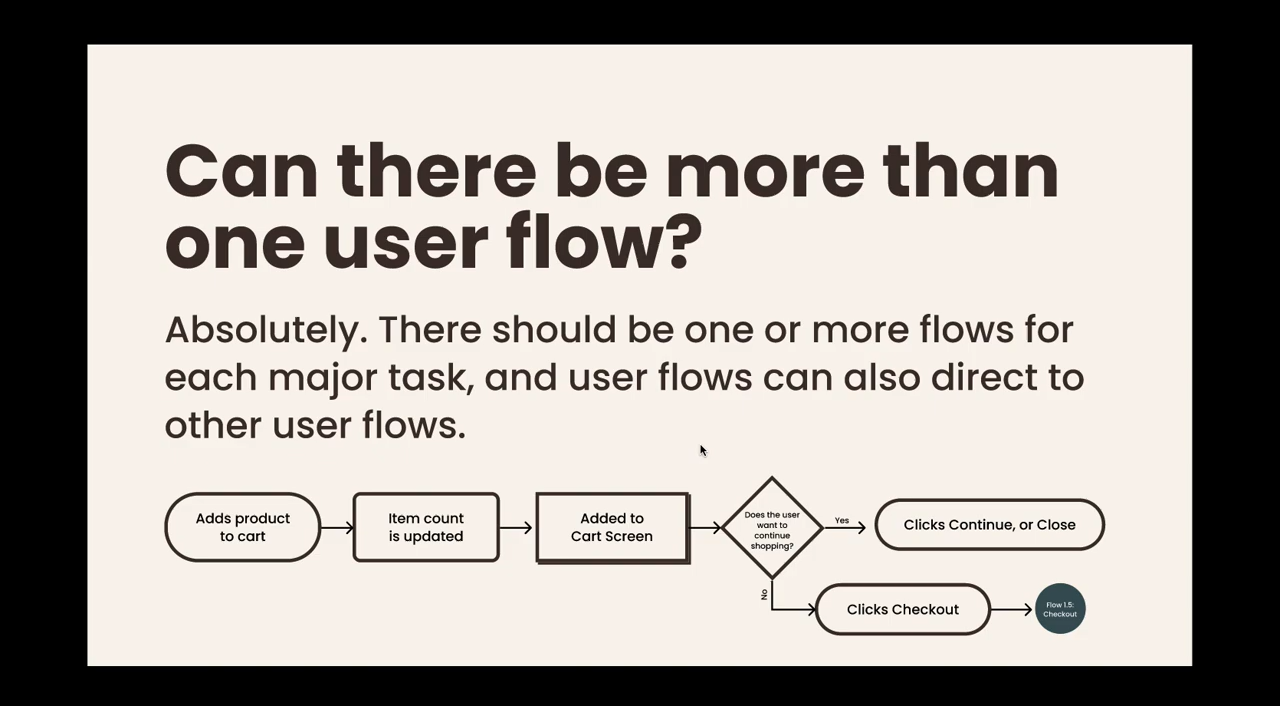 Can there be more than
one user flow?
Absolutely. There should be one or more flows for
each major task, and user flows can also direct to
other user flows.
Adds product
to cart
Item count
is updated
Added to
Cart Screen
Does the user
want to
continue
shopping?
Yes
Clicks Continue, or Close
No
Clicks Checkout
Flow 1.5:
Checkout